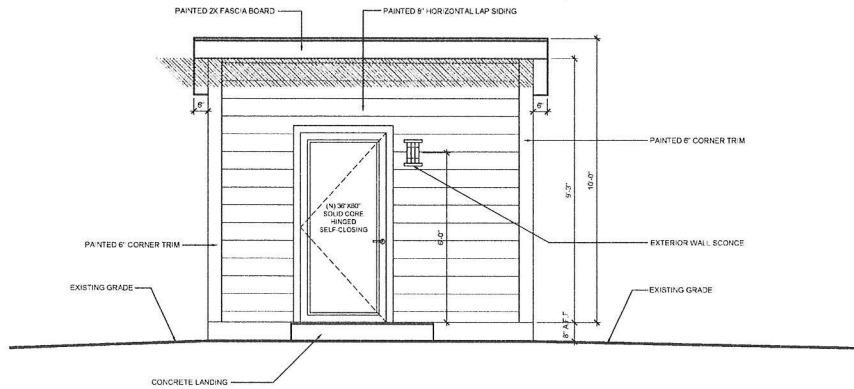 PAINTED 2X FASCIA BOARD
PAINTED 8" HORIZONTAL LAP SIDING
6"
6"
PAINTED 6" CORNER TRIM
9'-3"
10'-0"
(N) 36"X80"
SOLID CORE
HINGED
SELF-CLOSING
6'-0"
PAINTED 6" CORNER TRIM
EXTERIOR WALL SCONCE
EXISTING GRADE
EXISTING GRADE
8" A.F.F.
CONCRETE LANDING